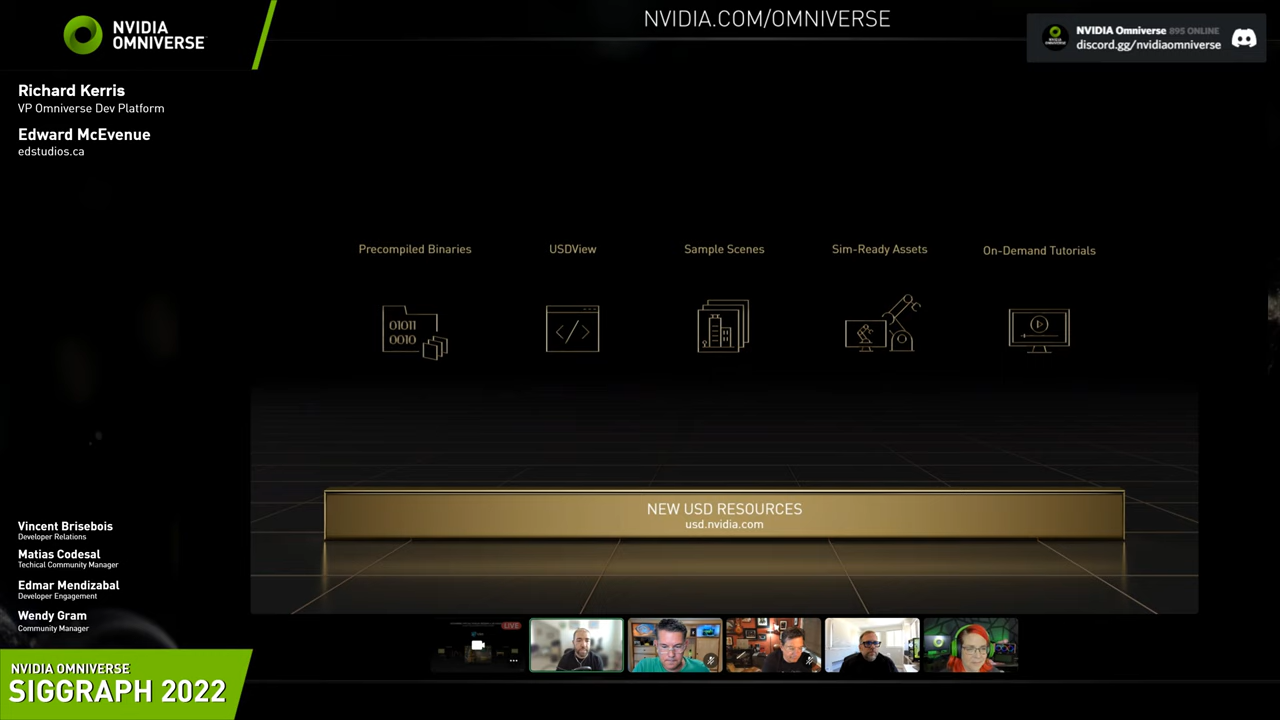 NVIDIA
OMNIVERSE
NVIDIA.COM/OMNIVERSE
NVIDIA Omniverse 895 ONLINE
discord.gg/nvidiaomniverse
Richard Kerris
VP Omniverse Dev Platform
Edward McEvenue
edstudios.ca
Precompiled Binaries
USDView
Sample Scenes
Sim-Ready Assets
On-Demand Tutorials
01011
0010
</>
NEW USD RESOURCES
usd.nvidia.com
Vincent Brisebois
Developer Relations
Matias Codesal
Techical Community Manager
Edmar Mendizabal
Developer Engagement
Wendy Gram
Community Manager
LIVE
NVIDIA OMNIVERSE
SIGGRAPH 2022